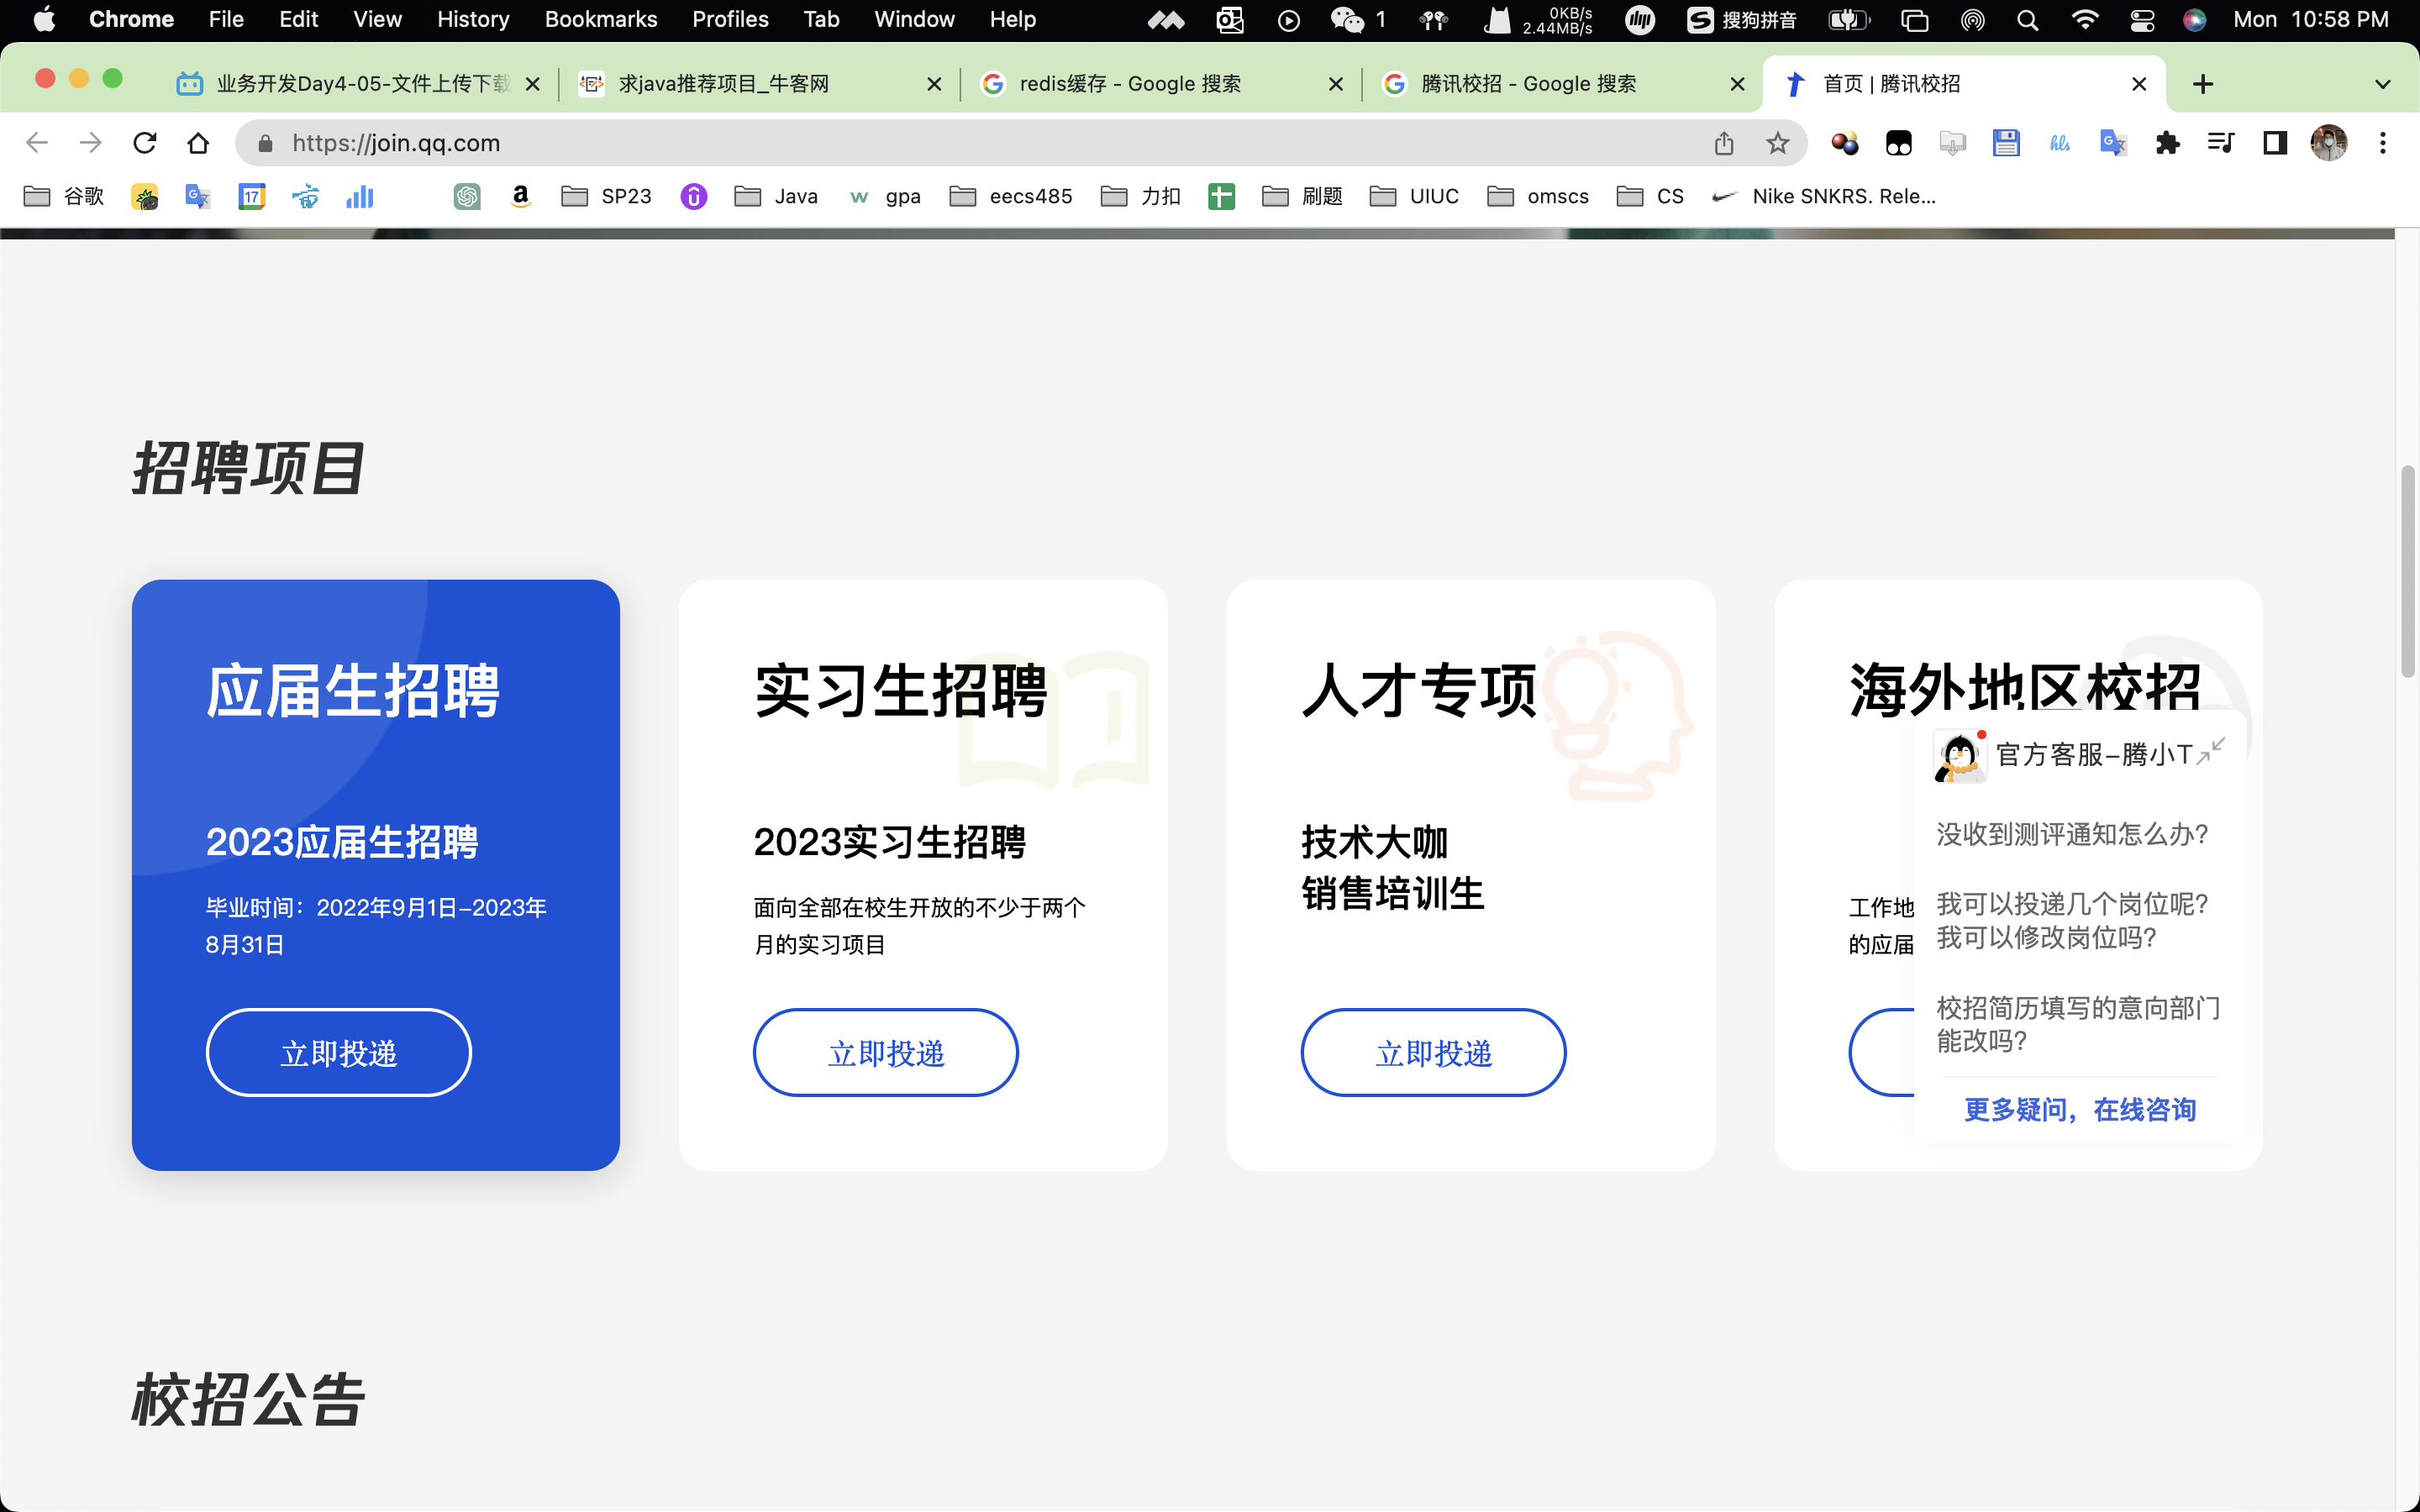 Chrome File Edit View History Bookmarks Profiles Tab Window Help 1 0KB/s 2.44MB/s 搜狗拼音 Mon 10:58 PM
业务开发Day4-05-文件上传下载 求java推荐项目_牛客网 redis缓存 - Google 搜索 腾讯校招 - Google 搜索 首页 | 腾讯校招
https://join.qq.com
谷歌 17 SP23 Java gpa eecs485 力扣 刷题 UIUC omscs CS Nike SNKRS. Rele...
招聘项目
应届生招聘
2023应届生招聘
毕业时间：2022年9月1日-2023年
8月31日
立即投递
实习生招聘
2023实习生招聘
面向全部在校生开放的不少于两个
月的实习项目
立即投递
人才专项
技术大咖
销售培训生
立即投递
海外地区校招
工作地
的应届
官方客服-腾小T
没收到测评通知怎么办?
我可以投递几个岗位呢?
我可以修改岗位吗?
校招简历填写的意向部门
能改吗?
更多疑问，在线咨询
校招公告